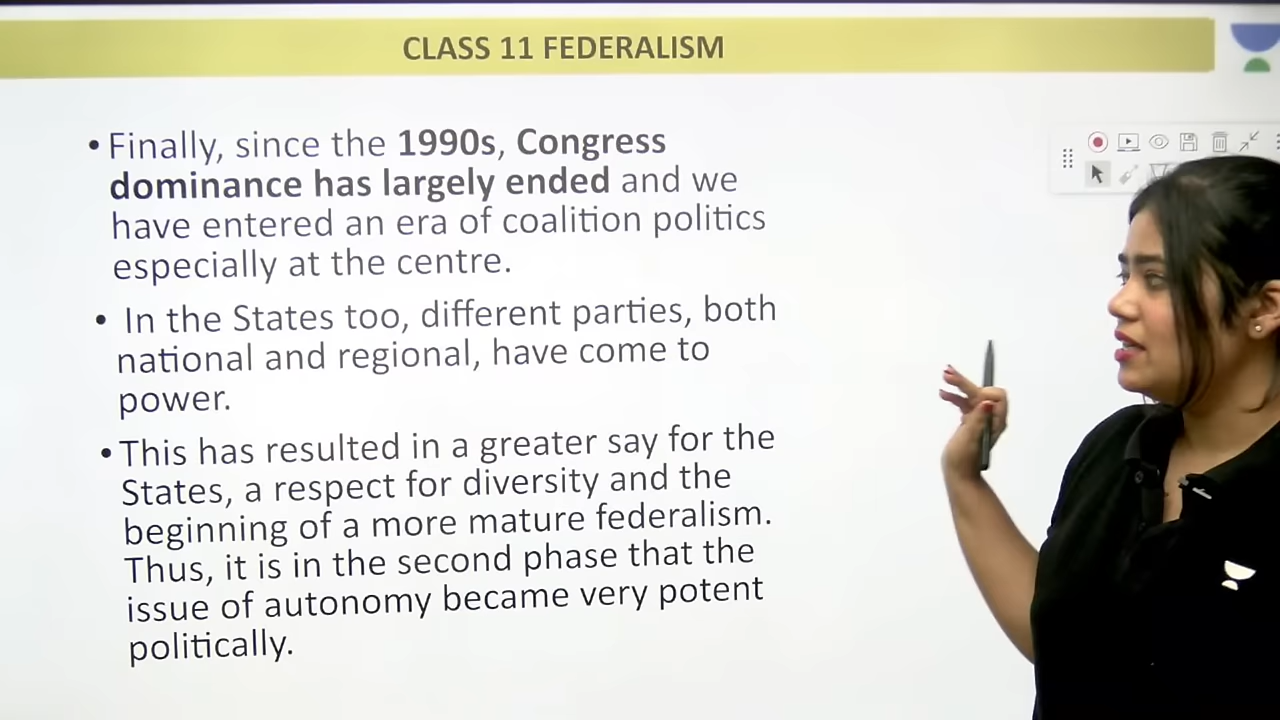 CLASS 11 FEDERALISM
• Finally, since the 1990s, Congress
dominance has largely ended and we
have entered an era of coalition politics
especially at the centre.
• In the States too, different parties, both
national and regional, have come to
power.
• This has resulted in a greater say for the
States, a respect for diversity and the
beginning of a more mature federalism.
Thus, it is in the second phase that the
issue of autonomy became very potent
politically.